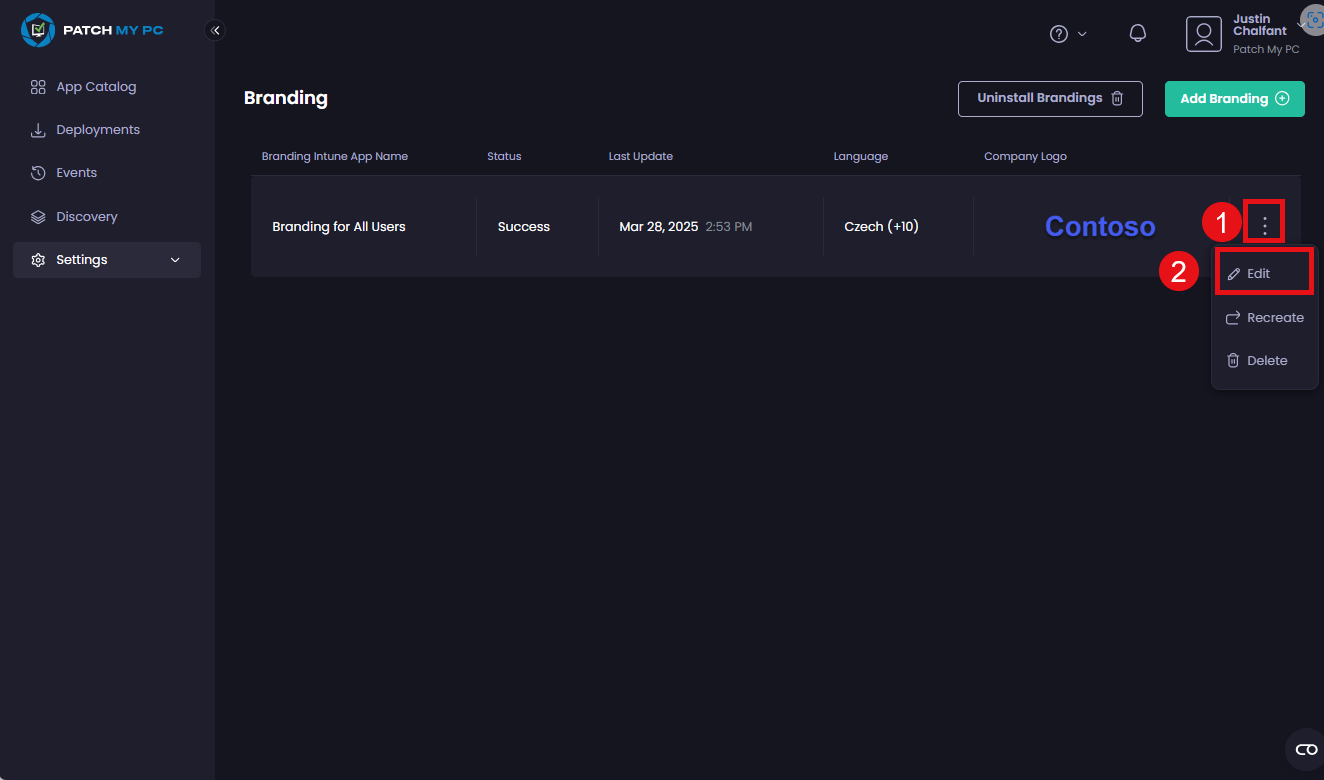 PATCH MY PC
Justin
Chalfant
Patch My PC
App Catalog
Deployments
Events
Discovery
Settings
Branding
Uninstall Brandings
Add Branding
Branding Intune App Name Status Last Update Language Company Logo
Branding for All Users Success Mar 28, 2025 2:53 PM Czech (+10) Contoso
1
2
Edit
Recreate
Delete